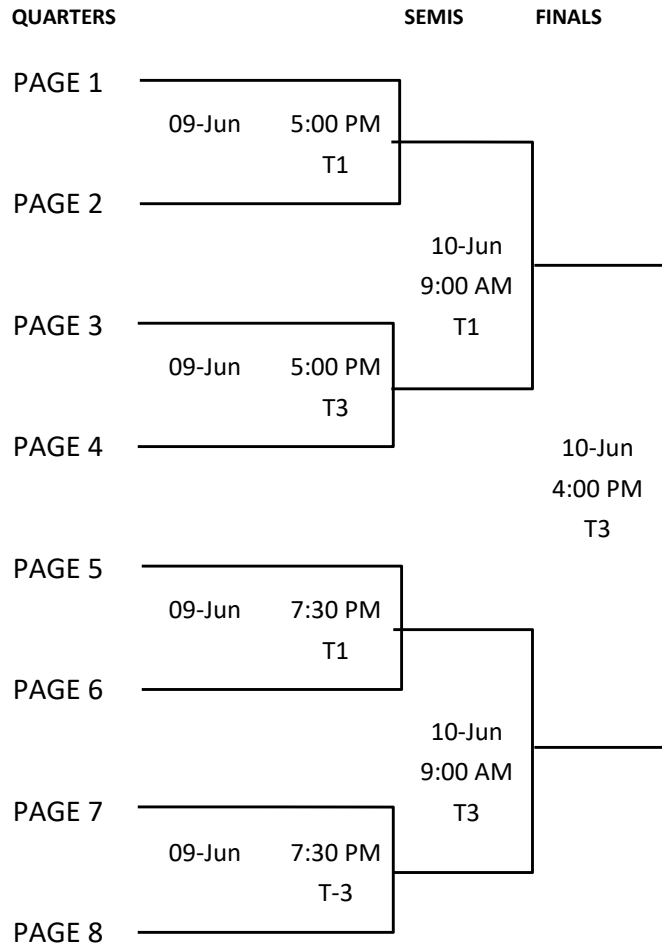 QUARTERS SEMIS FINALS
PAGE 1
09-Jun 5:00 PM
T1
PAGE 2
10-Jun
9:00 AM
T1
PAGE 3
09-Jun 5:00 PM
T3
PAGE 4
10-Jun
4:00 PM
T3
PAGE 5
09-Jun 7:30 PM
T1
PAGE 6
10-Jun
9:00 AM
T3
PAGE 7
09-Jun 7:30 PM
T-3
PAGE 8